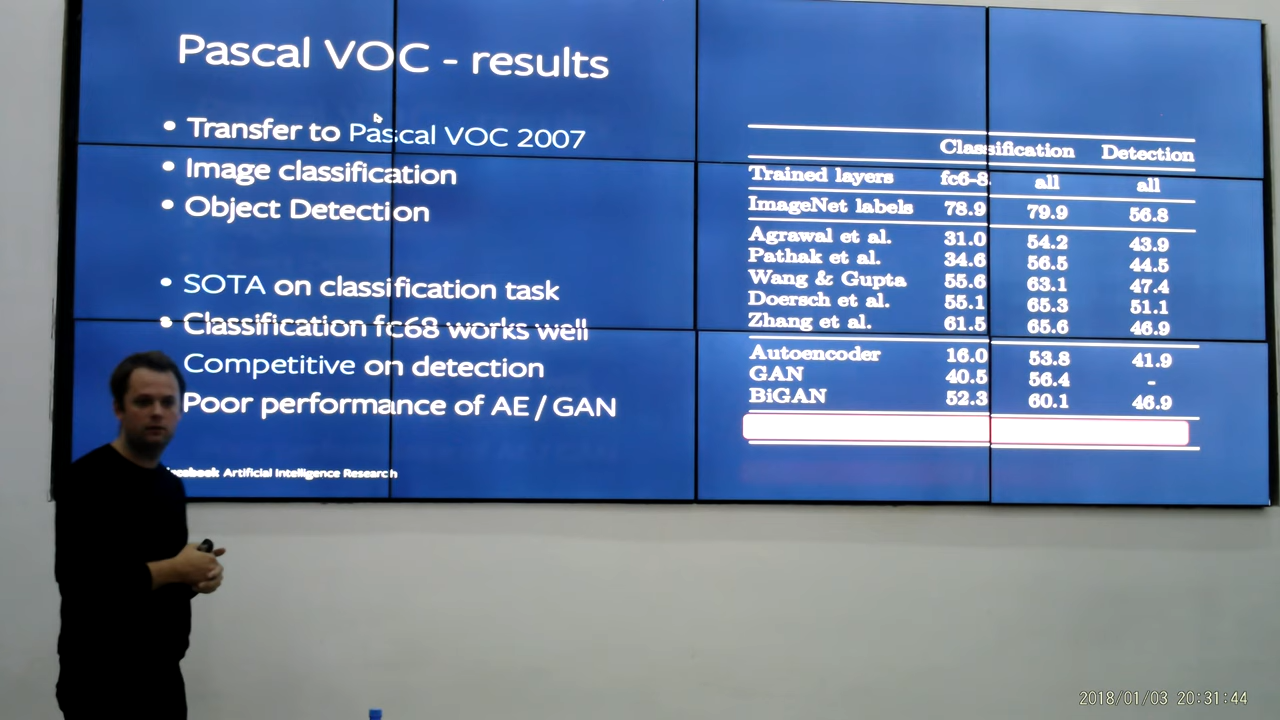 Pascal VOC - results
• Transfer to Pascal VOC 2007
• Image classification
• Object Detection
• SOTA on classification task
• Classification fc68 works well
Competitive on detection
Poor performance of AE / GAN
facebook Artificial Intelligence Research
Classification Detection
Trained layers fc6-8 all all
ImageNet labels 78.9 79.9 56.8
Agrawal et al. 31.0 54.2 43.9
Pathak et al. 34.6 56.5 44.5
Wang & Gupta 55.6 63.1 47.4
Doersch et al. 55.1 65.3 51.1
Zhang et al. 61.5 65.6 46.9
Autoencoder 16.0 53.8 41.9
GAN 40.5 56.4 -
BiGAN 52.3 60.1 46.9
2018/01/03 20:31:44